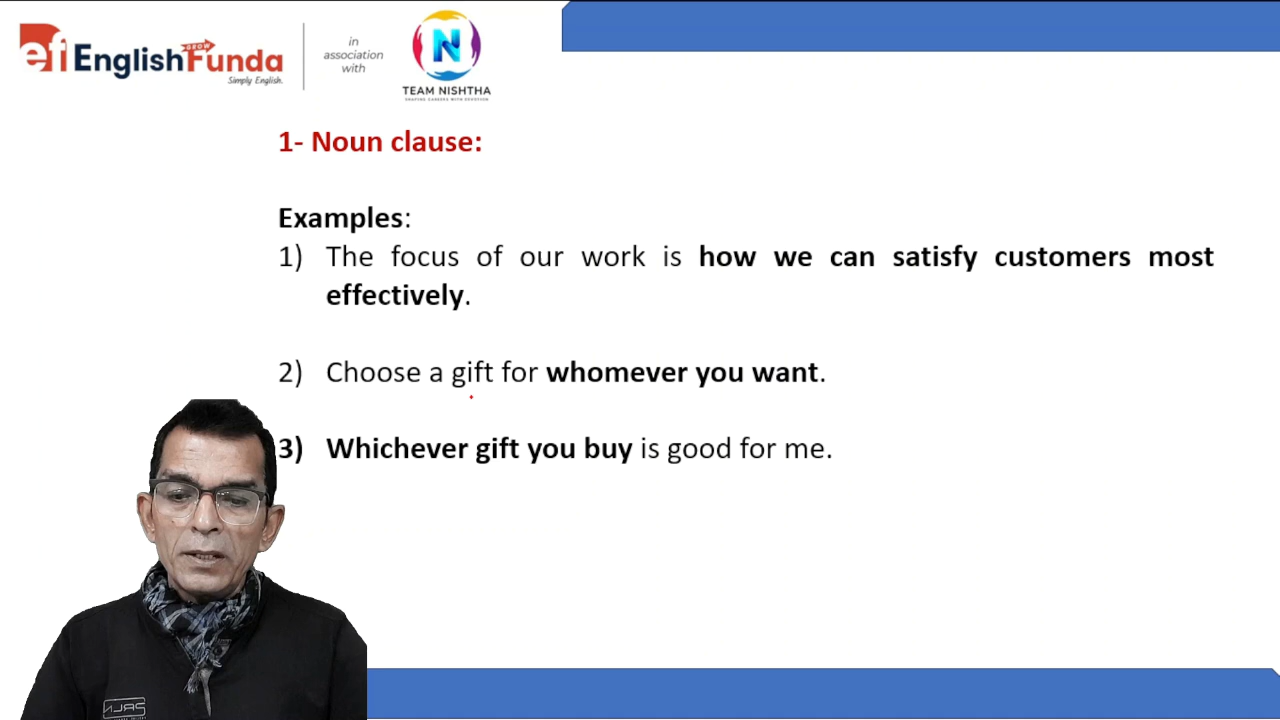 ef EnglishFunda
GROW
Simply English.
in
association
with
N
TEAM NISHTHA
1- Noun clause:
Examples:
1) The focus of our work is how we can satisfy customers most
effectively.
2) Choose a gift for whomever you want.
3) Whichever gift you buy is good for me.